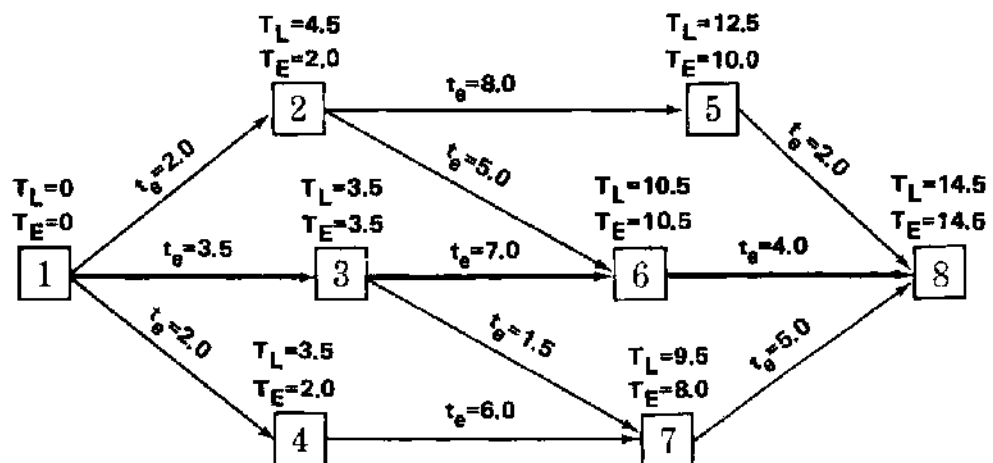 T_L=4.5
T_E=2.0
2
t_e=8.0
T_L=12.5
T_E=10.0
5
t_e=2.0
t_e=5.0
t_e=2.0
T_L=0
T_E=0
1
t_e=3.5
T_L=3.5
T_E=3.5
3
t_e=7.0
T_L=10.5
T_E=10.5
6
t_e=4.0
T_L=14.5
T_E=14.5
8
t_e=2.0
t_e=1.5
t_e=5.0
T_L=3.5
T_E=2.0
4
t_e=6.0
T_L=9.5
T_E=8.0
7